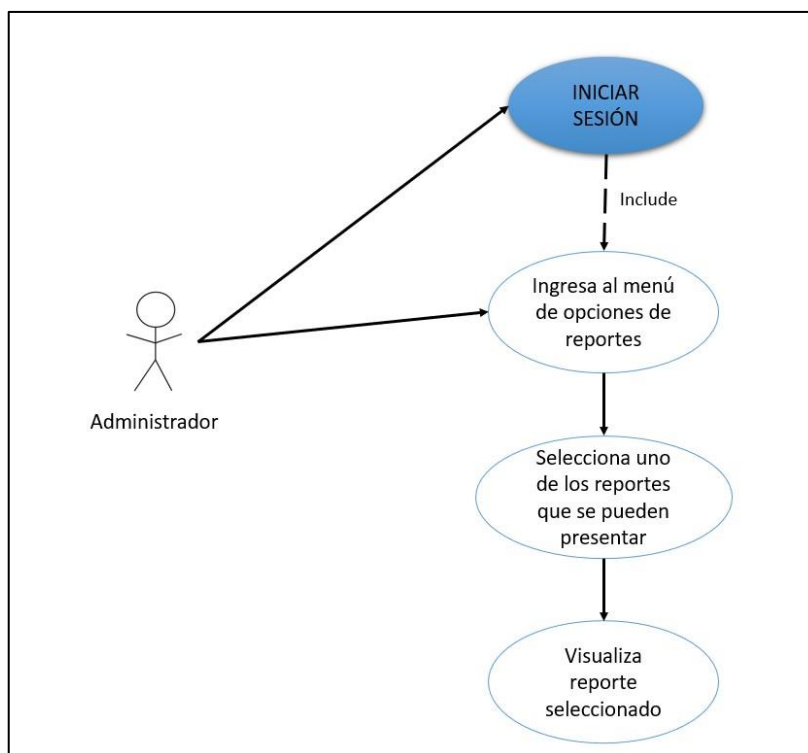 INICIAR
SESIÓN
Include
Ingresa al menú
de opciones de
reportes
Administrador
Selecciona uno
de los reportes
que se pueden
presentar
Visualiza
reporte
seleccionado